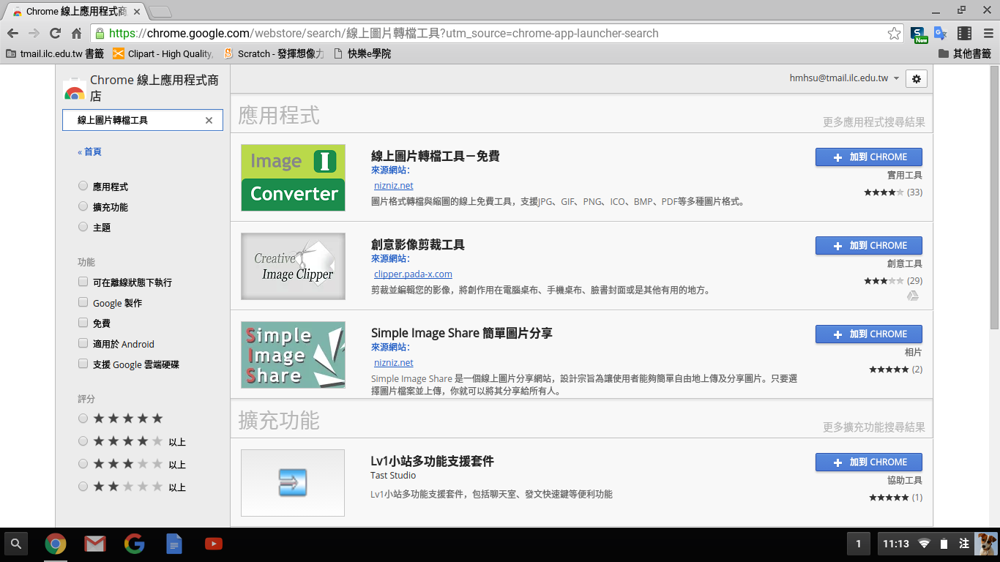 Chrome 線上應用程式商
https://chrome.google.com/webstore/search/線上圖片轉檔工具?utm_source=chrome-app-launcher-search
New
tmail.ilc.edu.tw 書籤
Clipart - High Quality,
Scratch - 發揮想像力
快樂e學院
其他書籤
Chrome 線上應用程式商
店
線上圖片轉檔工具
« 首頁
應用程式
擴充功能
主題
功能
可在離線狀態下執行
Google 製作
免費
適用於 Android
支援 Google 雲端硬碟
評分
以上
以上
以上
hmhsu@tmail.ilc.edu.tw
應用程式
更多應用程式搜尋結果
Image I
Converter
線上圖片轉檔工具－免費
來源網站:
nizniz.net
圖片格式轉檔與縮圖的線上免費工具，支援JPG、GIF、PNG、ICO、BMP、PDF等多種圖片格式。
加到 CHROME
實用工具
(33)
Creative
Image Clipper
創意影像剪裁工具
來源網站:
clipper.pada-x.com
剪裁並編輯您的影像，將創作用在電腦桌布、手機桌布、臉書封面或是其他有用的地方。
加到 CHROME
創意工具
(29)
Simple
Image
Share
Simple Image Share 簡單圖片分享
來源網站:
nizniz.net
Simple Image Share 是一個線上圖片分享網站，設計宗旨為讓使用者能夠簡單自由地上傳及分享圖片。只要選
擇圖片檔案並上傳，你就可以將其分享給所有人。
加到 CHROME
相片
(2)
擴充功能
更多擴充功能搜尋結果
Lv1小站多功能支援套件
Tast Studio
Lv1小站多功能支援套件，包括聊天室、發文快速鍵等便利功能
加到 CHROME
協助工具
(1)
1
11:13
注